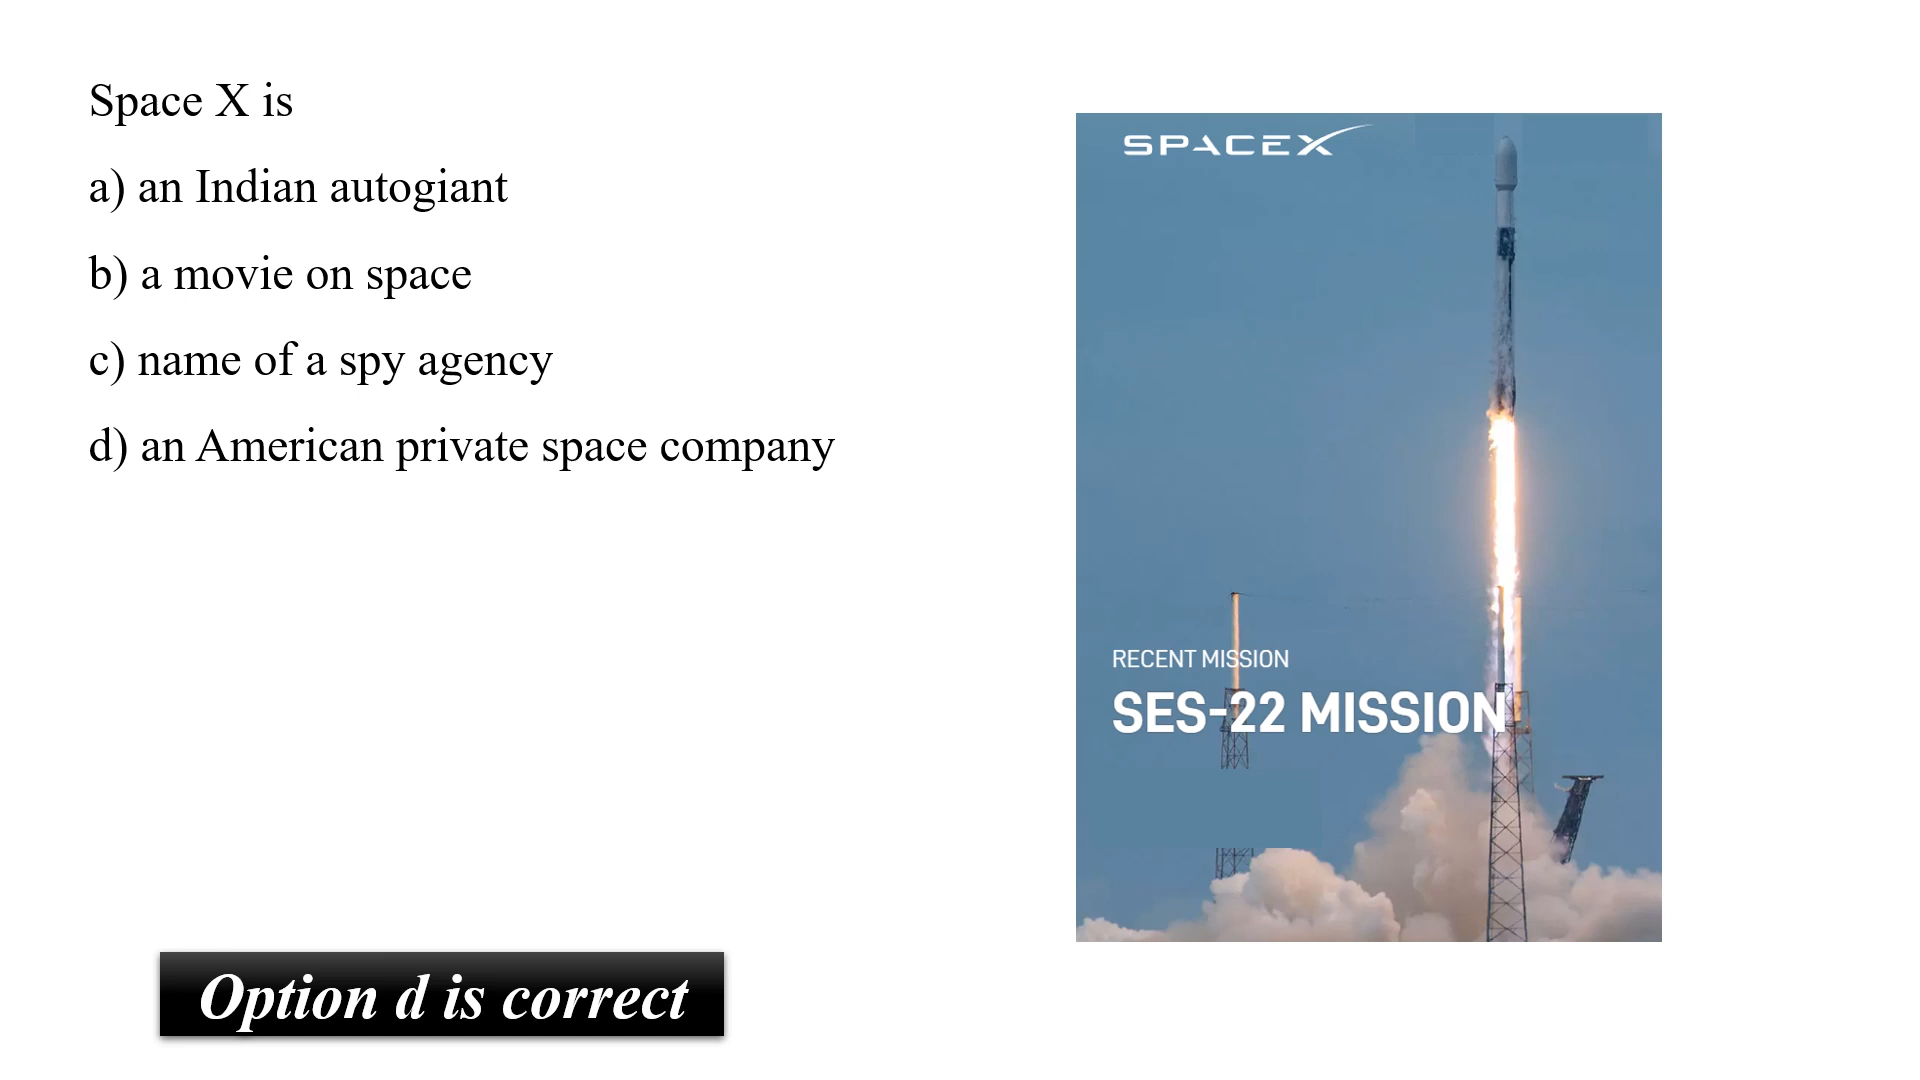 Space X is
a) an Indian autogiant
b) a movie on space
c) name of a spy agency
d) an American private space company
SPACEX
RECENT MISSION
SES-22 MISSION
Option d is correct